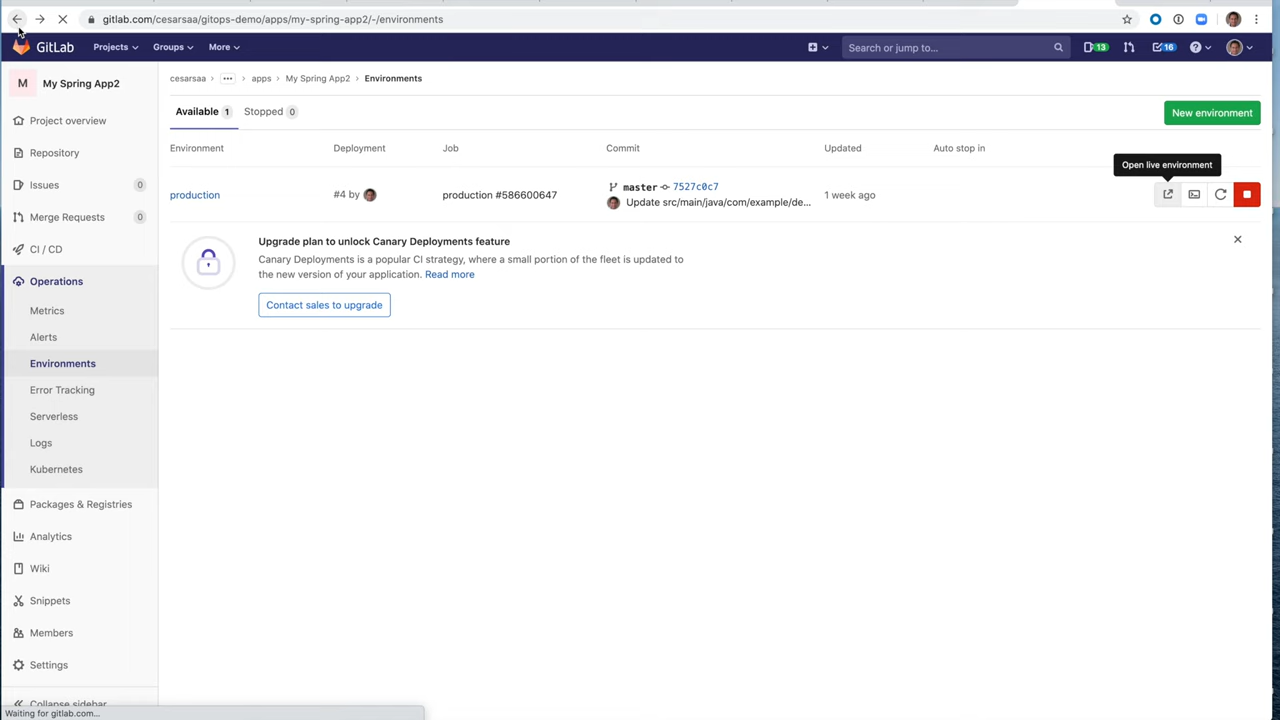 gitlab.com/cesarsaa/gitops-demo/apps/my-spring-app2/-/environments
GitLab Projects Groups More Search or jump to... 13 16
M My Spring App2
cesarsaa › ••• › apps › My Spring App2 › Environments
Available 1 Stopped 0
New environment
Project overview
Repository
Issues 0
Merge Requests 0
CI / CD
Operations
Metrics
Alerts
Environments
Error Tracking
Serverless
Logs
Kubernetes
Packages & Registries
Analytics
Wiki
Snippets
Members
Settings
Collapse sidebar
Environment Deployment Job Commit Updated Auto stop in
Open live environment
production #4 by production #586600647 master 7527c0c7 1 week ago
Update src/main/java/com/example/de...
Upgrade plan to unlock Canary Deployments feature
Canary Deployments is a popular CI strategy, where a small portion of the fleet is updated to
the new version of your application. Read more
Contact sales to upgrade
Waiting for gitlab.com...